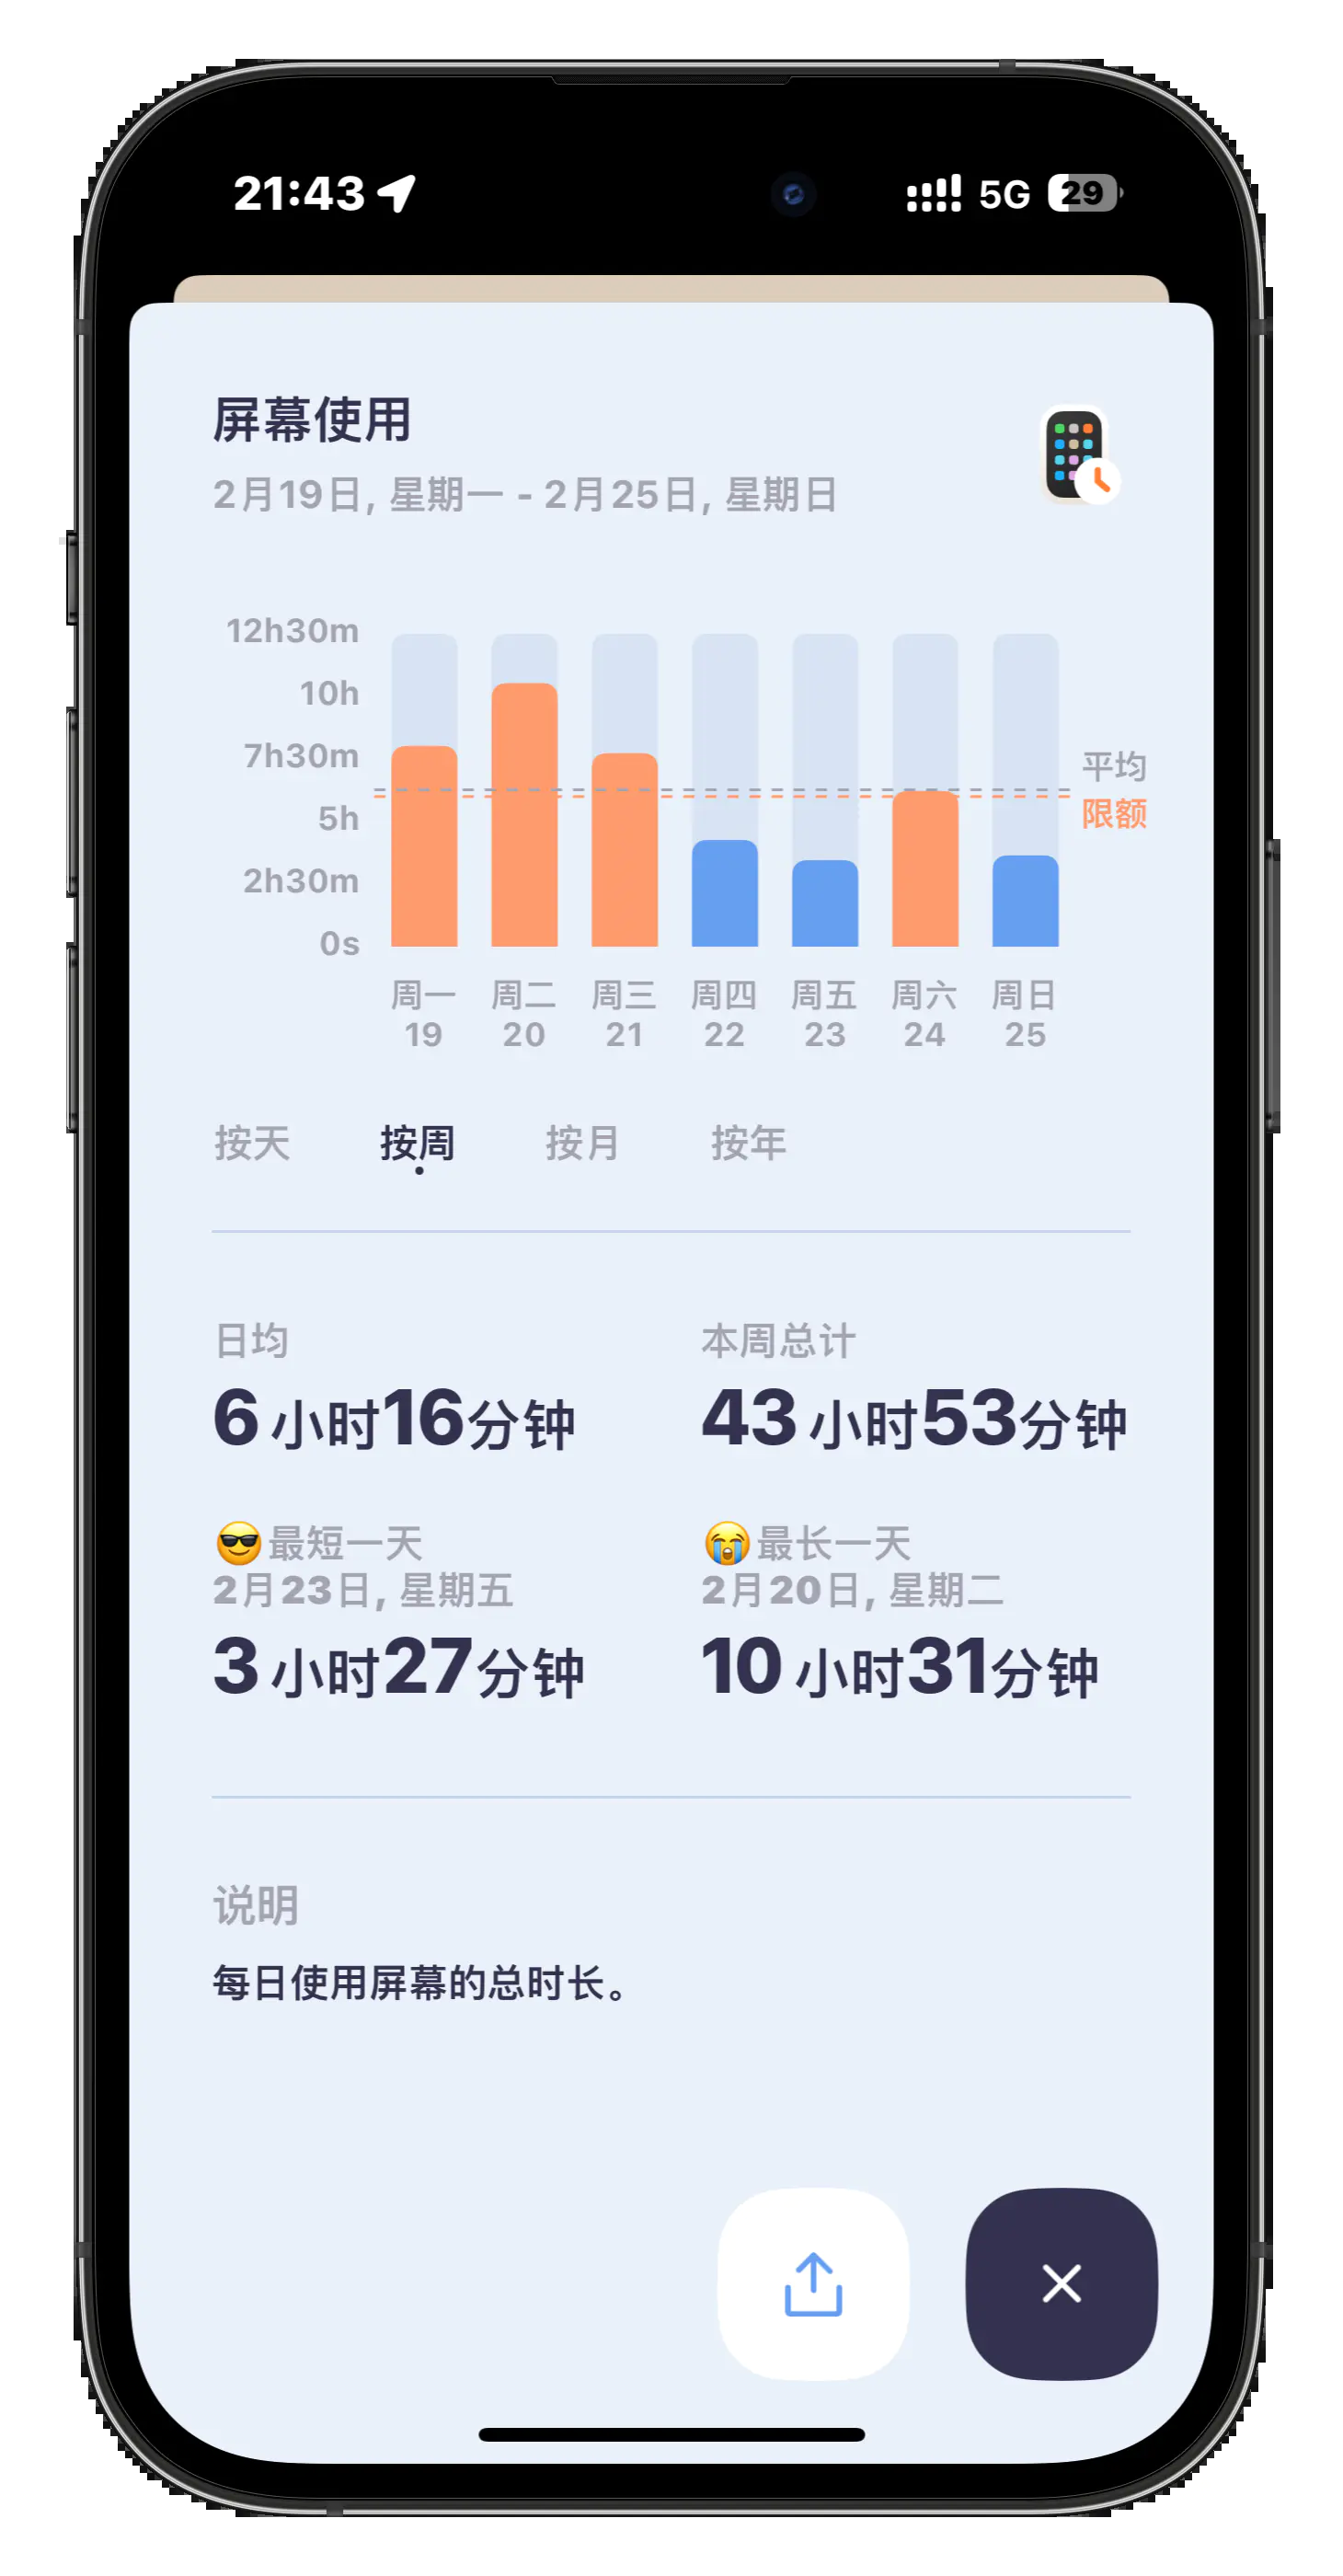 21:43 5G 29
屏幕使用
2月19日, 星期一 - 2月25日, 星期日
12h30m
10h
7h30m
平均
限额
5h
2h30m
0s
周一 周二 周三 周四 周五 周六 周日
19 20 21 22 23 24 25
按天 按周 按月 按年
日均 本周总计
6 小时16分钟 43 小时53分钟
😎最短一天 😭最长一天
2月23日, 星期五 2月20日, 星期二
3 小时27分钟 10 小时31分钟
说明
每日使用屏幕的总时长。